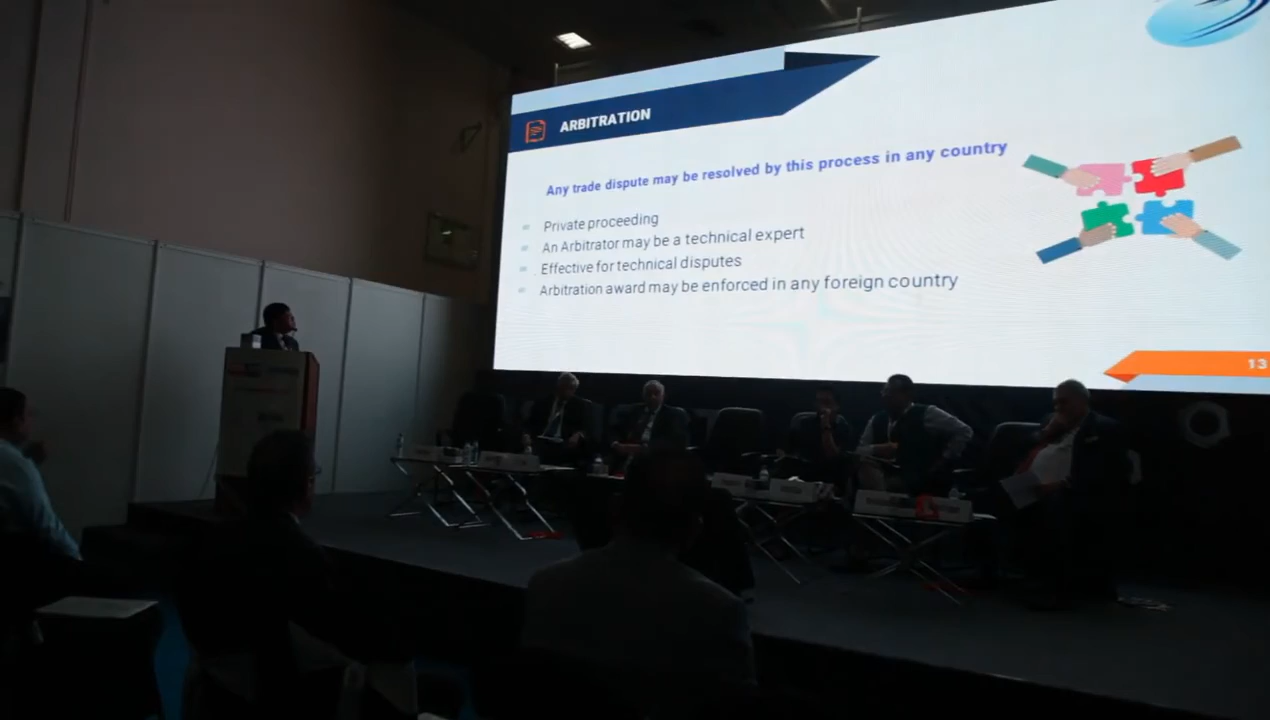 ARBITRATION
Any trade dispute may be resolved by this process in any country
Private proceeding
An Arbitrator may be a technical expert
Effective for technical disputes
Arbitration award may be enforced in any foreign country
13